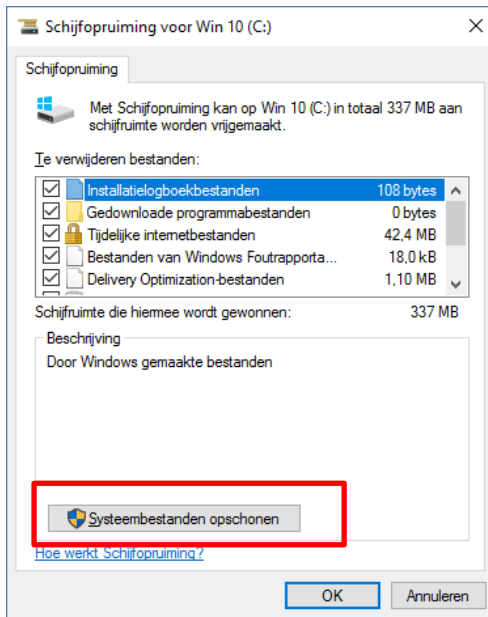 Schijfopruiming voor Win 10 (C:)
Schijfopruiming
Met Schijfopruiming kan op Win 10 (C:) in totaal 337 MB aan
schijfruimte worden vrijgemaakt.
Te verwijderen bestanden:
Installatielogboekbestanden 108 bytes
Gedownloade programmabestanden 0 bytes
Tijdelijke internetbestanden 42,4 MB
Bestanden van Windows Foutrapporta... 18,0 kB
Delivery Optimization-bestanden 1,10 MB
Schijfruimte die hiermee wordt gewonnen: 337 MB
Beschrijving
Door Windows gemaakte bestanden
Systeembestanden opschonen
Hoe werkt Schijfopruiming?
OK Annuleren